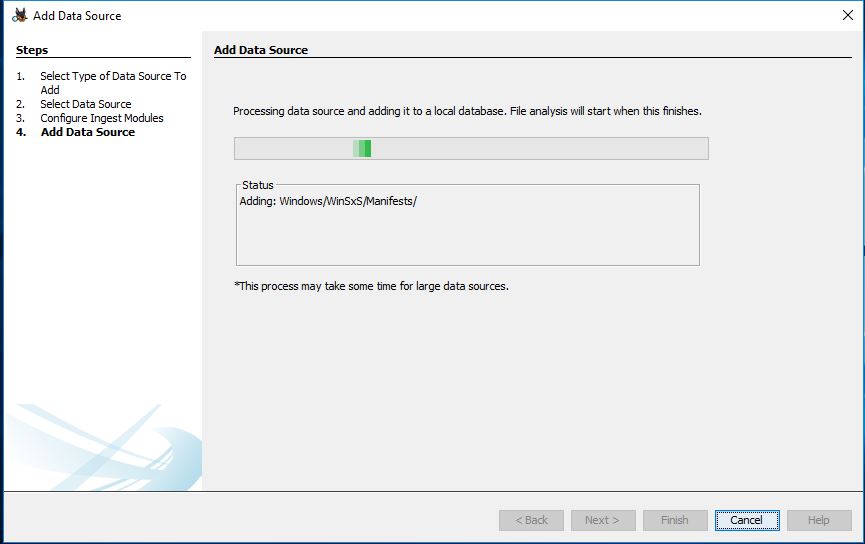 Add Data Source
Steps
1. Select Type of Data Source To
Add
2. Select Data Source
3. Configure Ingest Modules
4. Add Data Source
Add Data Source
Processing data source and adding it to a local database. File analysis will start when this finishes.
Status
Adding: Windows/WinSxS/Manifests/
*This process may take some time for large data sources.
< Back
Next >
Finish
Cancel
Help